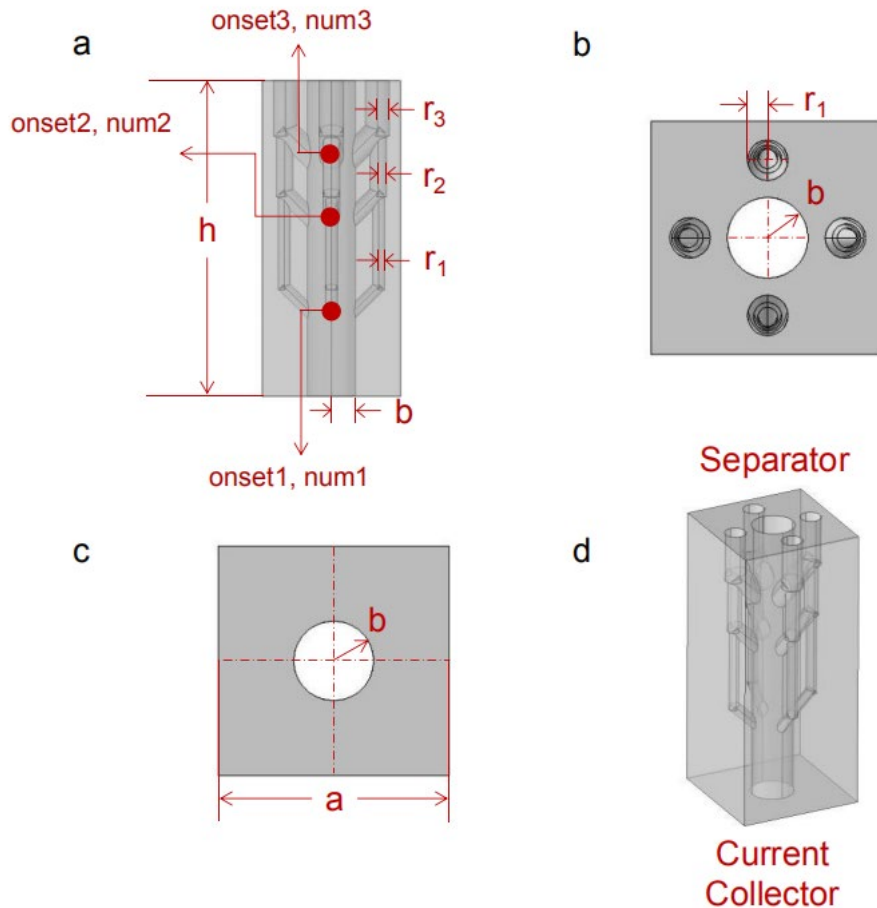 onset3, num3
a
b
r₁
r₃
onset2, num2
r₂
b
h
r₁
b
onset1, num1
Separator
c
d
b
a
Current
Collector